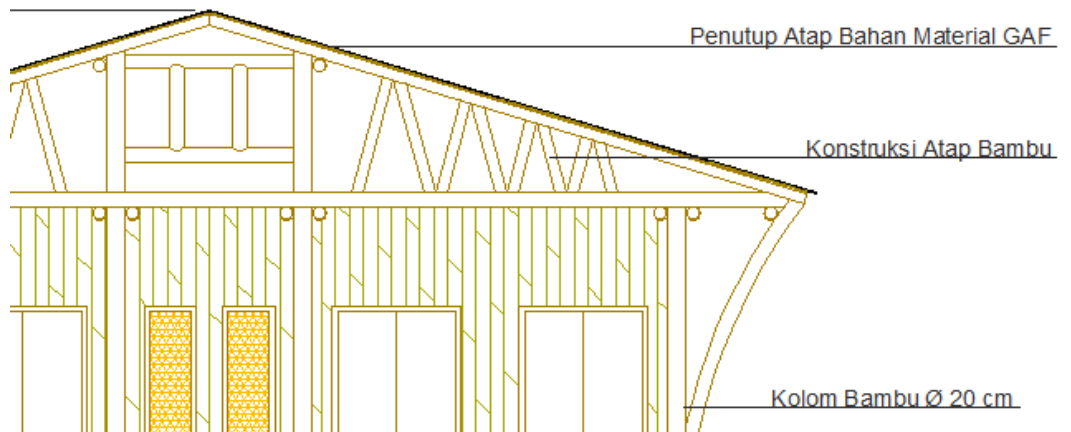 Penutup Atap Bahan Material GAF
Konstruksi Atap Bambu
Kolom Bambu Ø 20 cm